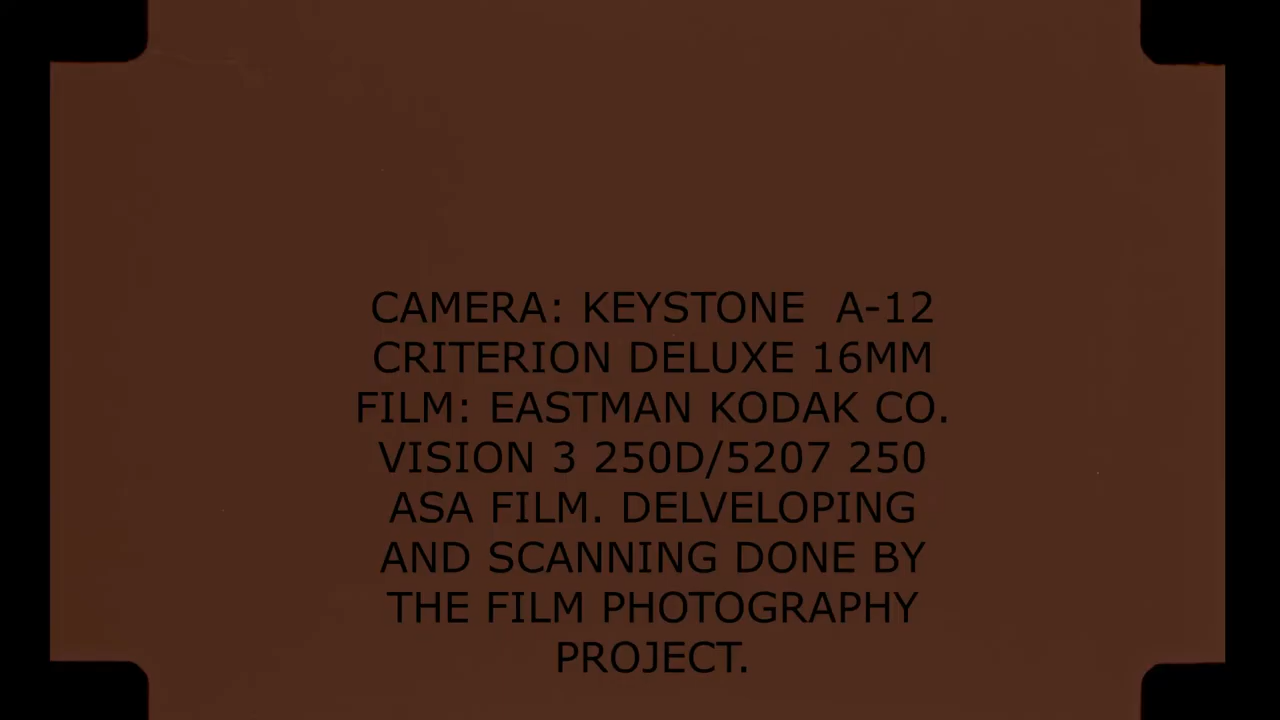 CAMERA: KEYSTONE  A-12
CRITERION DELUXE 16MM
FILM: EASTMAN KODAK CO.
VISION 3 250D/5207 250
ASA FILM. DELVELOPING
AND SCANNING DONE BY
THE FILM PHOTOGRAPHY
PROJECT.